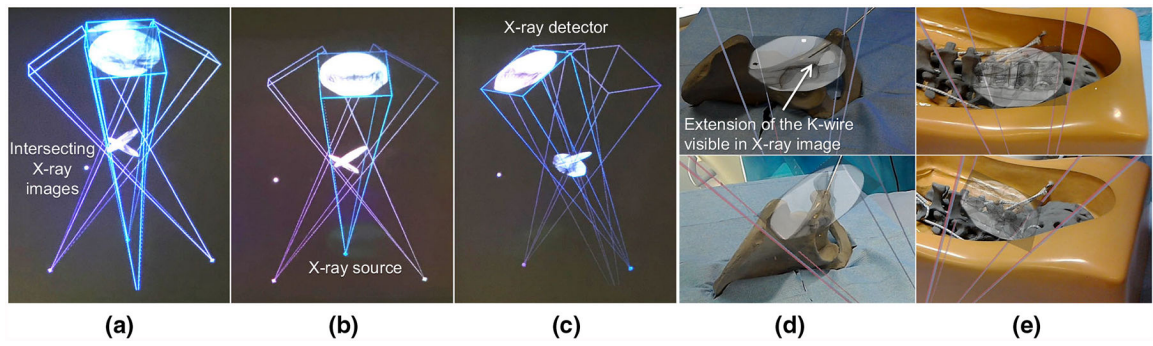 Intersecting
X-ray
images
X-ray source
X-ray detector
Extension of the K-wire
visible in X-ray image
(a)
(b)
(c)
(d)
(e)